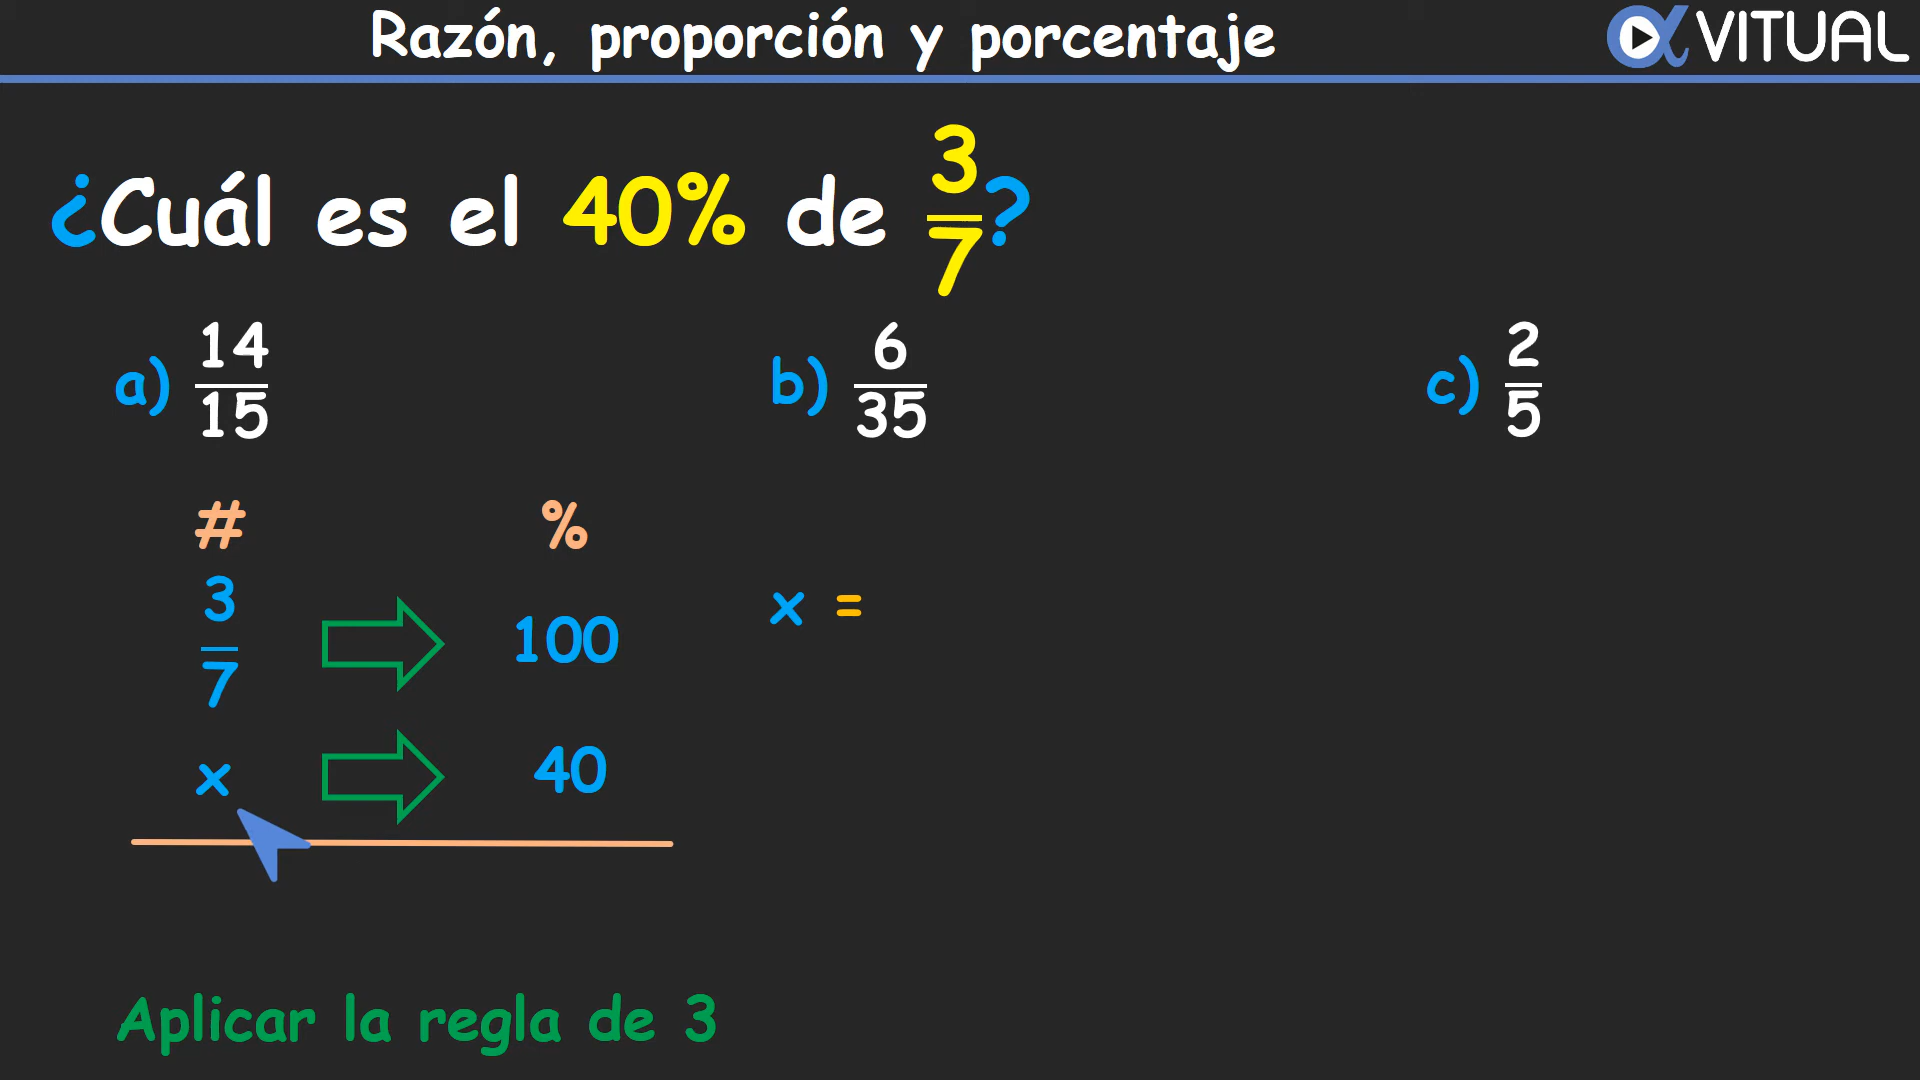 Razón, proporción y porcentaje
VITUAL
¿Cuál es el 40% de 3/7?
a) 14/15
b) 6/35
c) 2/5
# %
3/7 100
x =
x 40
Aplicar la regla de 3